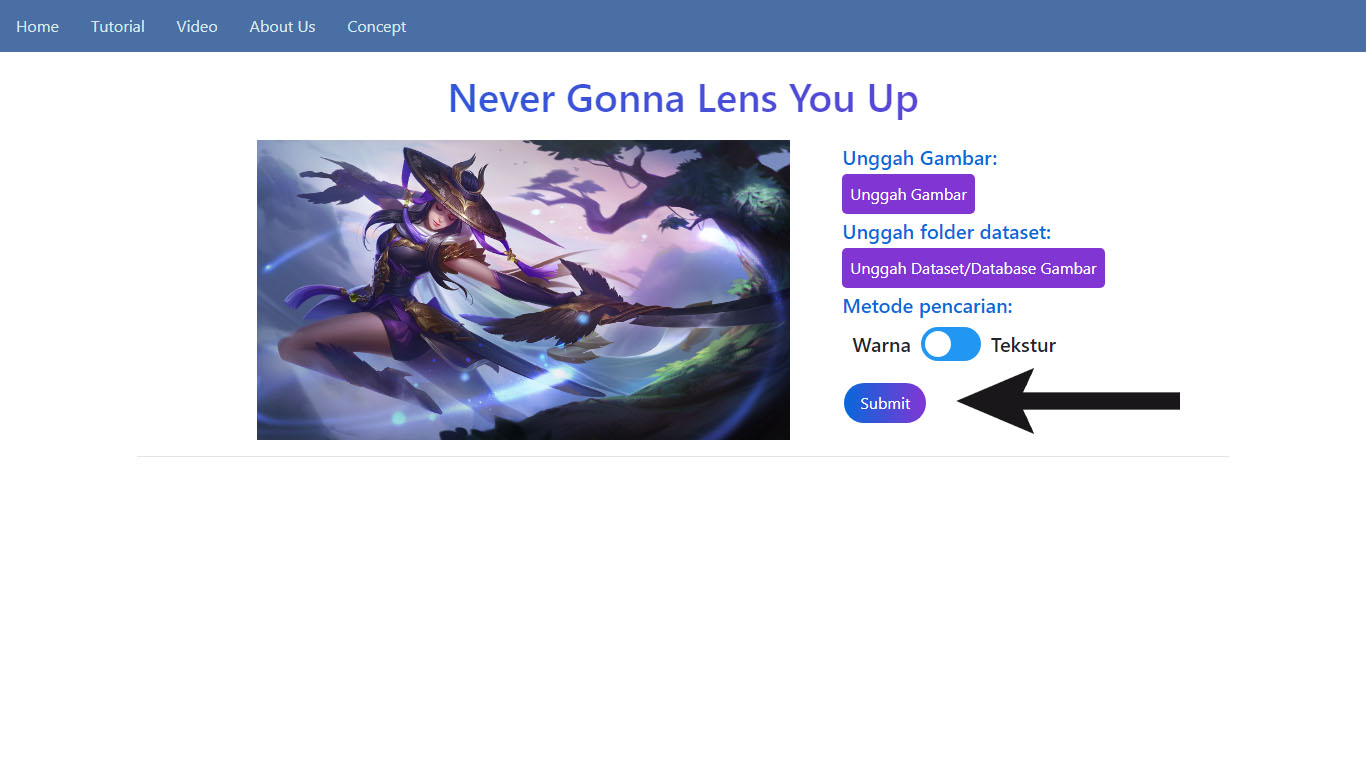 Home Tutorial Video About Us Concept
Never Gonna Lens You Up
Unggah Gambar:
Unggah Gambar
Unggah folder dataset:
Unggah Dataset/Database Gambar
Metode pencarian:
Warna Tekstur
Submit